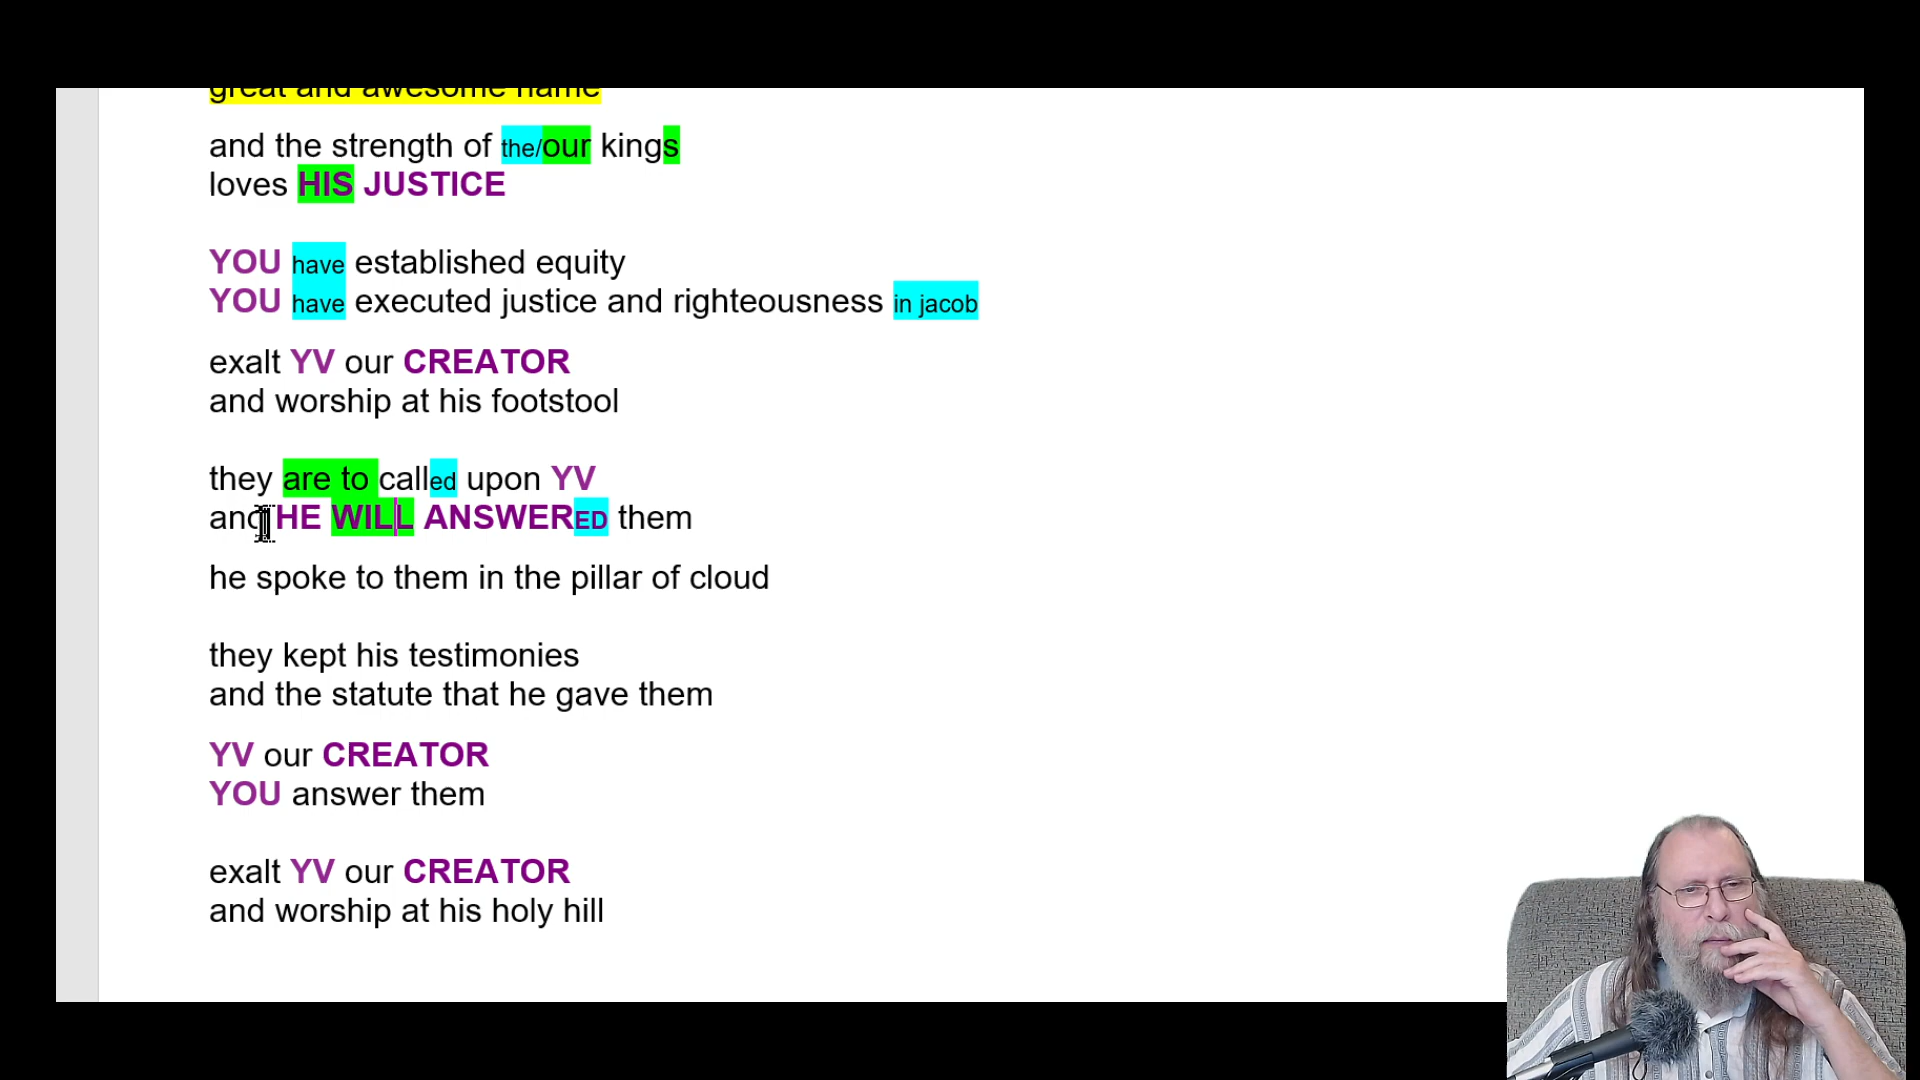 great and awesome name
and the strength of the/our kings
loves HIS JUSTICE
YOU have established equity
YOU have executed justice and righteousness in jacob
exalt YV our CREATOR
and worship at his footstool
they are to called upon YV
and HE WILL ANSWERED them
he spoke to them in the pillar of cloud
they kept his testimonies
and the statute that he gave them
YV our CREATOR
YOU answer them
exalt YV our CREATOR
and worship at his holy hill